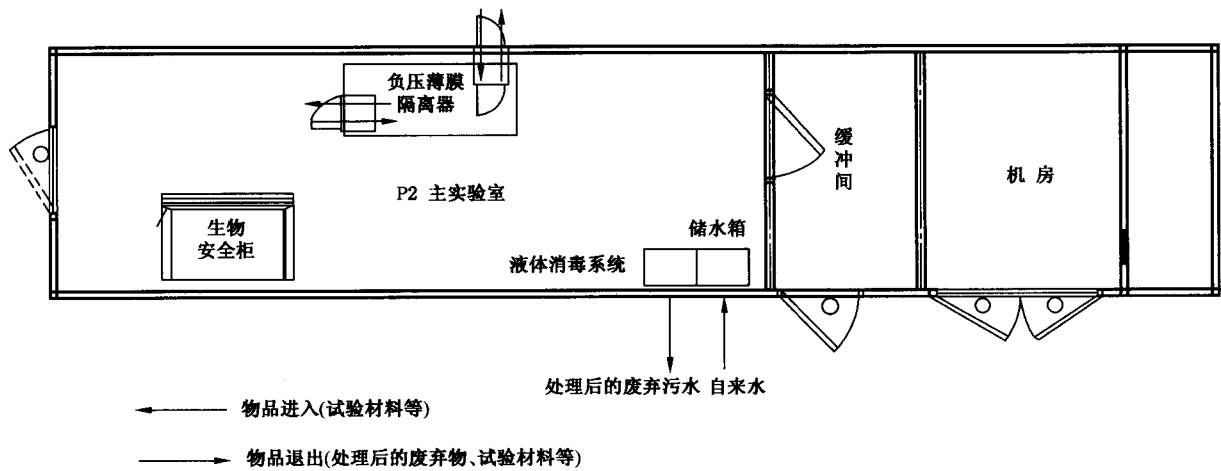 负压薄膜
隔离器
缓
冲
间
机 房
P2 主实验室
生物
安全柜
储水箱
液体消毒系统
处理后的废弃污水 自来水
物品进入(试验材料等)
物品退出(处理后的废弃物、试验材料等)